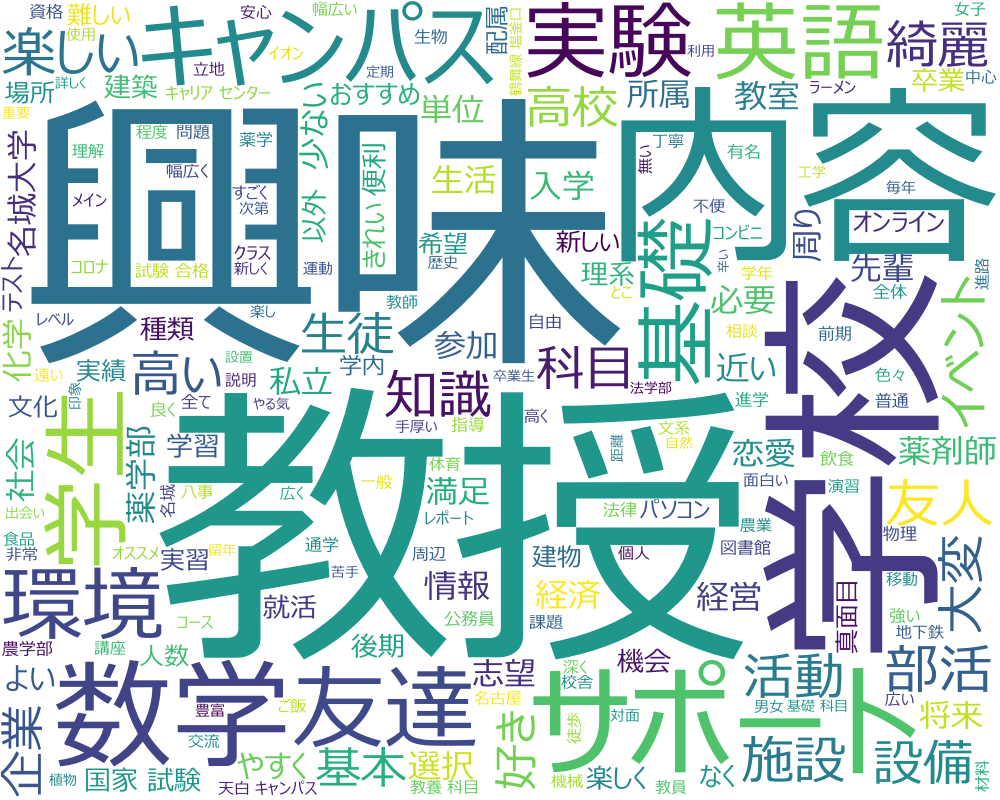 資格
難しい
使用
イオン
安心
幅広い
生物
配属
鶴舞線 塩釜口
実験
利用
英語
綺麗
女子
楽しい
キャンパス
立地
場所
詳しく
建築
キャリア センター
定期
おすすめ
単位
高校
所属
教室
ラーメン
卒業
中心
重要
理解
程度
問題
薬学
幅広く
少ない
以外
きれい
便利
生活
入学
丁寧
無い
有名
内容
工学
毎年
名城大学
メイン
すごく
次第
興味
希望
歴史
新しい
基礎
不便
コンビニ
辛い
周り
オンライン
テスト
コロナ
試験 合格
クラス
新しく
運動
教師
理系
とこ
学年
必要
先輩
全体
進路
レベル
楽し
種類
生徒
参加
自由
相談
前期
イベント
化学
遠い
実績
設置
説明
高い
学内
卒業生
科目
法学部
近い
色々
学校
文化
印象
良く
全て
やる気
私立
知識
手厚い
指導
高く
文系
自然
距離
進学
普通
学生
社会
出会い
薬学部
学習
八事
名城
広く
教授
体育
満足
一般
レポート
恋愛
面白い
飲食
薬剤師
法律
パソコン
演習
友人
食品
非常
オススメ
実習
留年
通学
苦手
周辺
建物
個人
農業
図書館
物理
環境
就活
情報
経済
経営
真面目
移動
大変
コース
後期
公務員
課題
強い
地下鉄
農学部
講座
人数
数学
友達
志望
深く
校舎
機会
活動
部活
よい
企業
豊富
ご飯
名古屋
好き
徒歩
サポート
対面
男女
基礎 科目
広い
将来
交流
やすく
基本
選択
施設
設備
植物
国家 試験
天白 キャンパス
教養 科目
機械
楽しく
教員
なく
材料